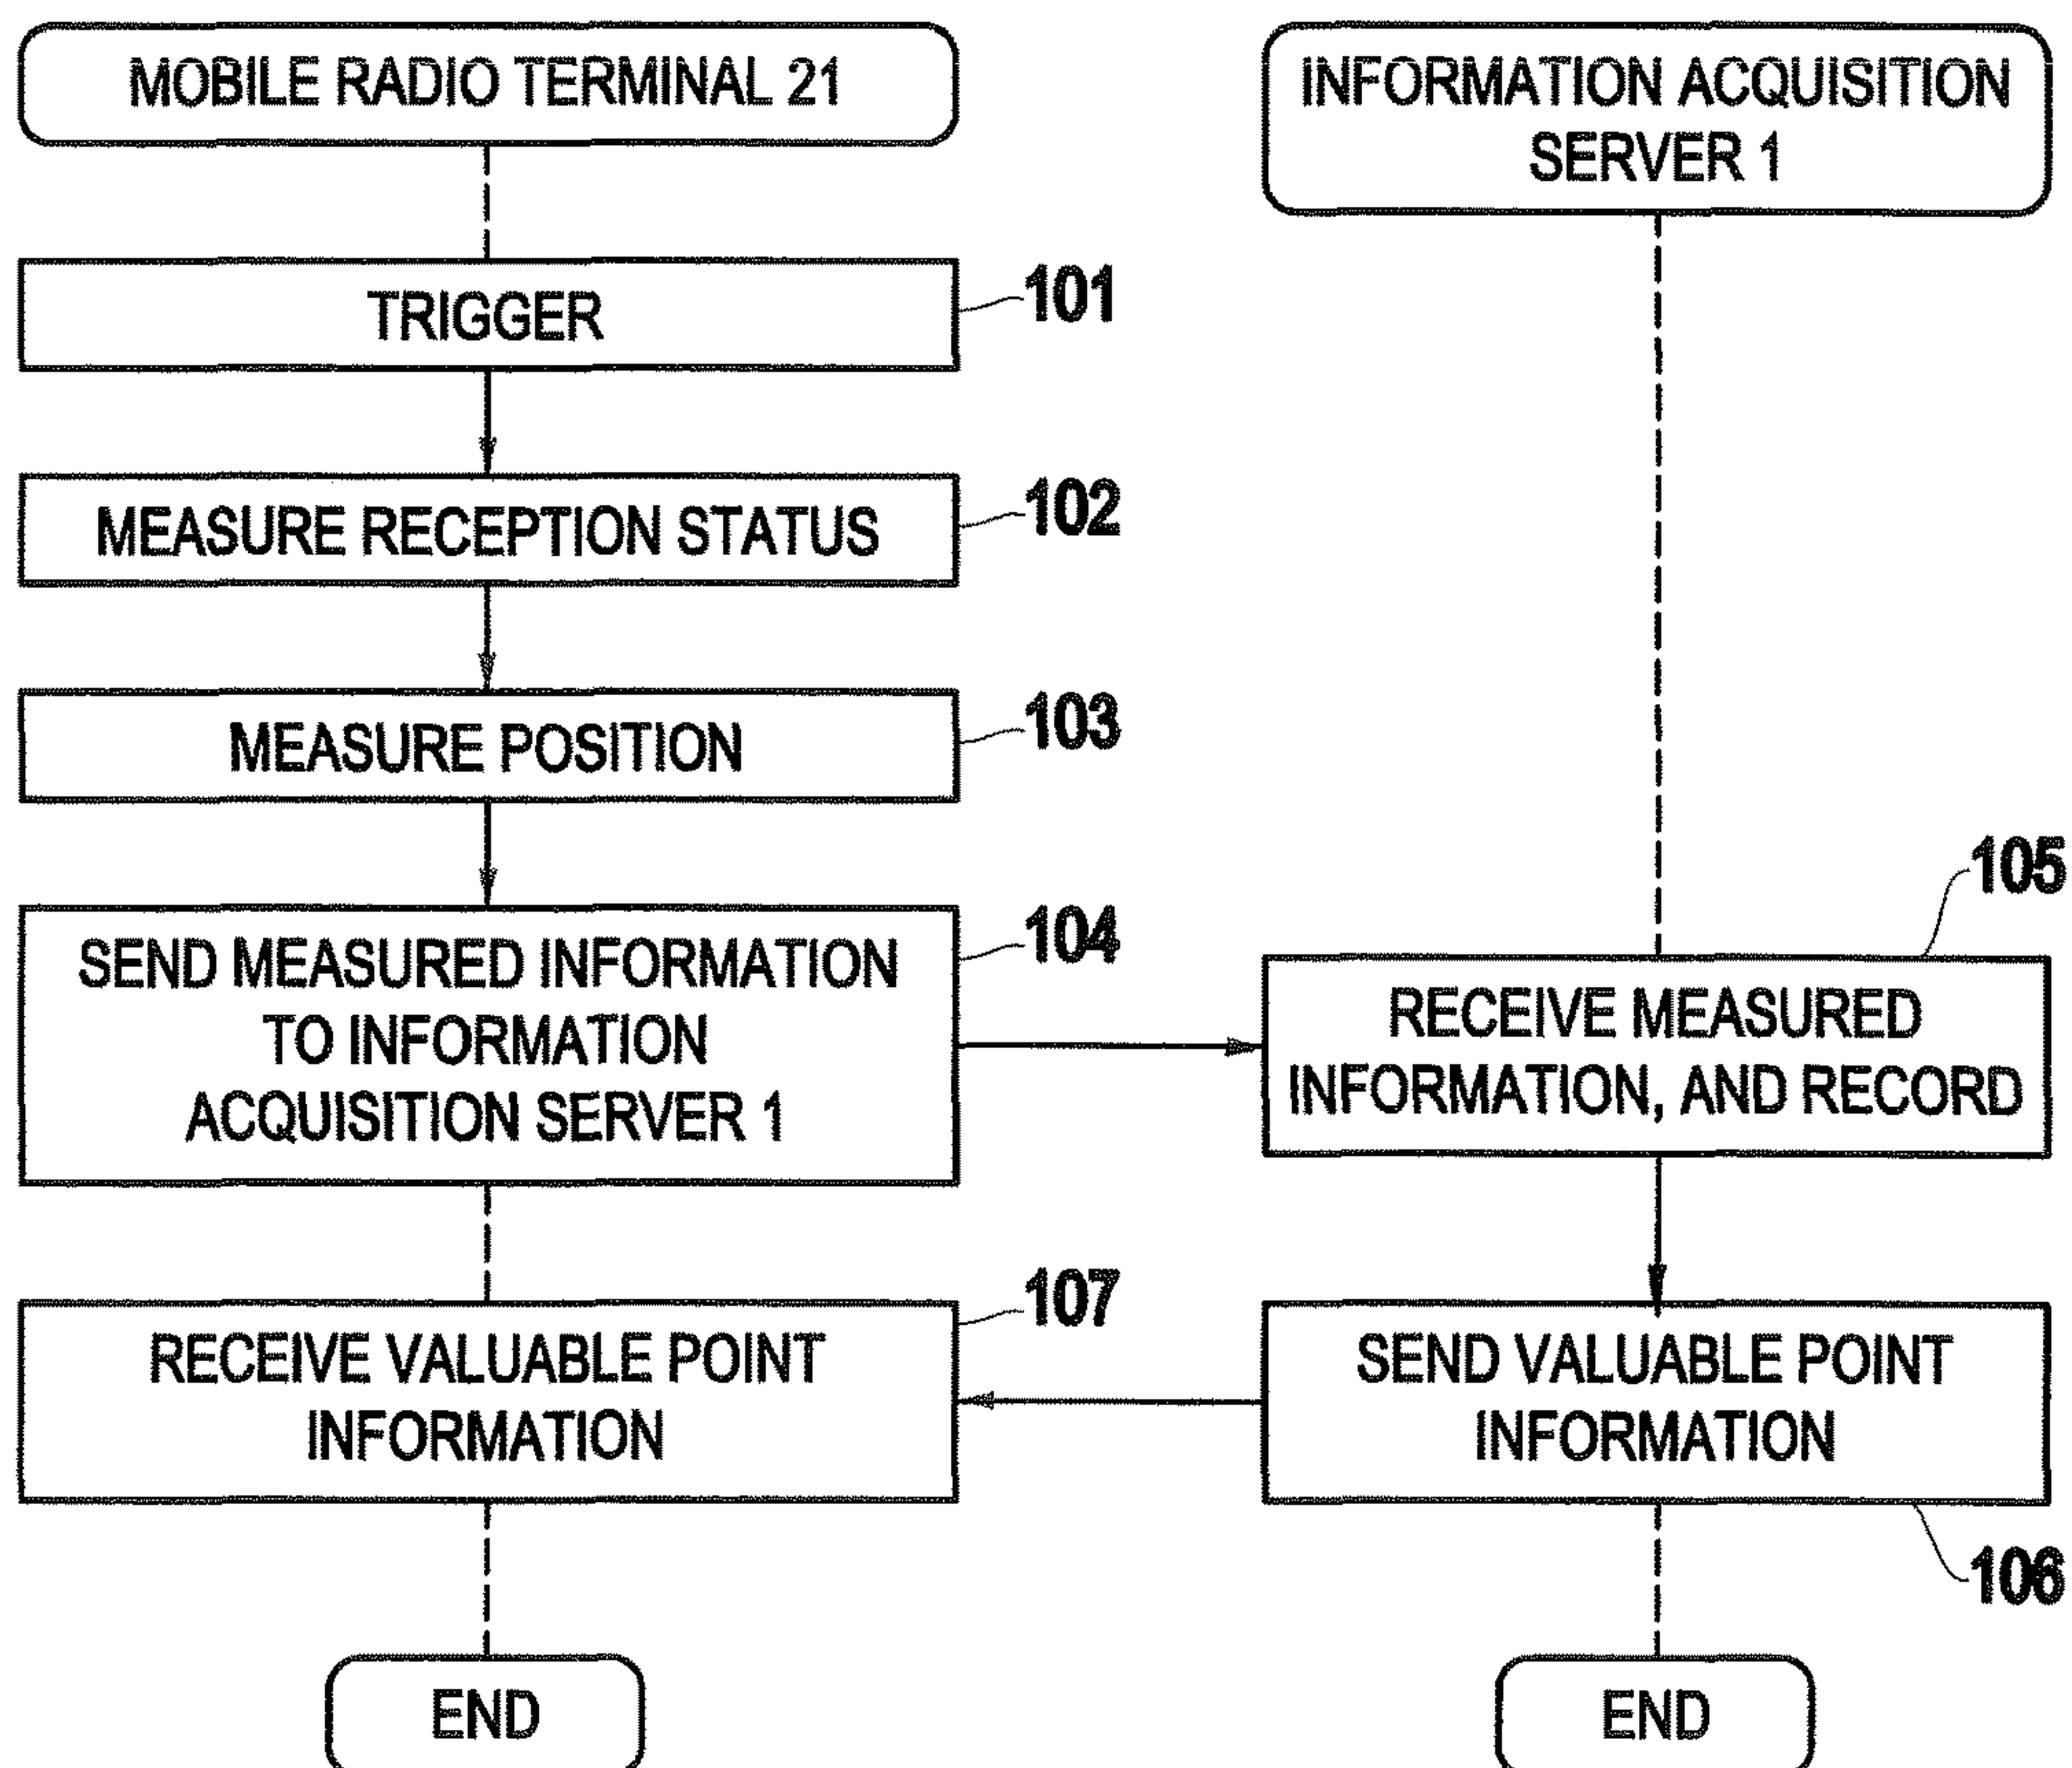 MOBILE RADIO TERMINAL 21
INFORMATION ACQUISITION
SERVER 1
TRIGGER
101
MEASURE RECEPTION STATUS
102
MEASURE POSITION
103
SEND MEASURED INFORMATION
TO INFORMATION
ACQUISITION SERVER 1
104
RECEIVE MEASURED
INFORMATION, AND RECORD
105
RECEIVE VALUABLE POINT
INFORMATION
107
SEND VALUABLE POINT
INFORMATION
106
END
END